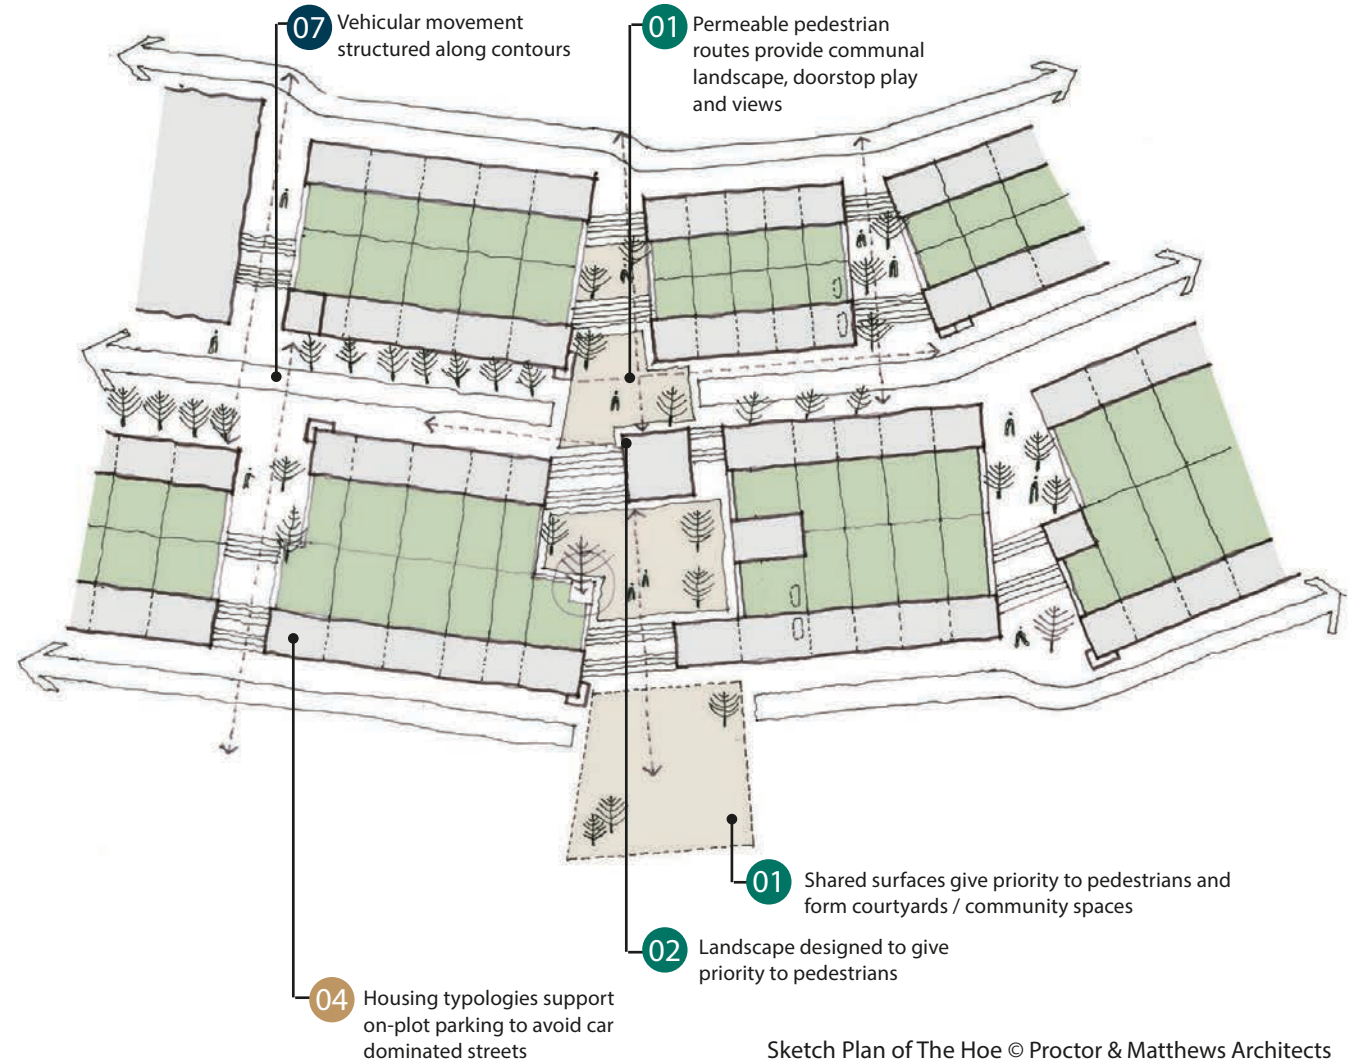 07
Vehicular movement
structured along contours
01
Permeable pedestrian
routes provide communal
landscape, doorstop play
and views
01
Shared surfaces give priority to pedestrians and
form courtyards / community spaces
02
Landscape designed to give
priority to pedestrians
04
Housing typologies support
on-plot parking to avoid car
dominated streets
Sketch Plan of The Hoe © Proctor & Matthews Architects